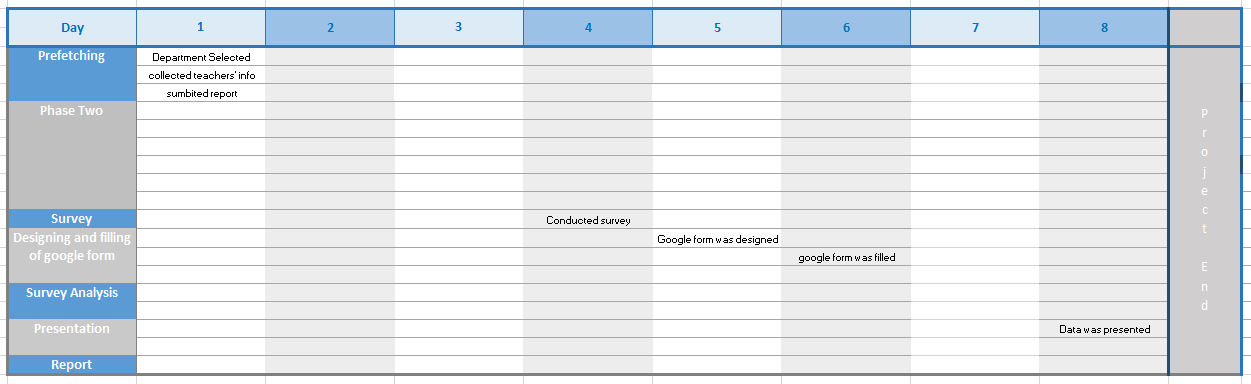 Day 1 2 3 4 5 6 7 8
Prefetching Department Selected
collected teachers' info
sumbited report
Phase Two
Survey Conducted survey
Designing and filling Google form was designed
of google form google form was filled
Survey Analysis
Presentation Data was presented
Report
Project End